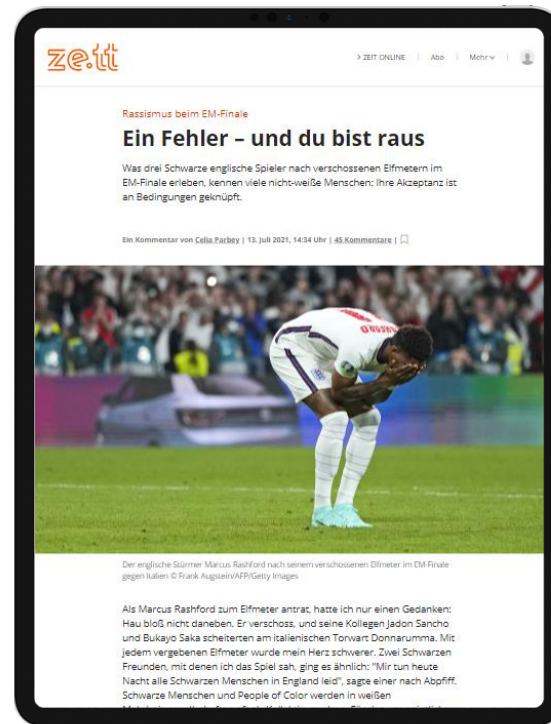 ze.tt
> ZEIT ONLINE | Abo | Mehr
Rassismus beim EM-Finale
Ein Fehler – und du bist raus
Was drei Schwarze englische Spieler nach verschossenen Elfmetern im
EM-Finale erleben, kennen viele nicht-weiße Menschen: Ihre Akzeptanz ist
an Bedingungen geknüpft.
Ein Kommentar von Celia Parbey | 13. Juli 2021, 14:34 Uhr | 45 Kommentare |
Der englische Stürmer Marcus Rashford nach seinem verschossenen Elfmeter im EM-Finale
gegen Italien © Frank Augstein/AFP/Getty Images
Als Marcus Rashford zum Elfmeter antrat, hatte ich nur einen Gedanken:
Hau bloß nicht daneben. Er verschoss, und seine Kollegen Jadon Sancho
und Bukayo Saka scheiterten am italienischen Torwart Donnarumma. Mit
jedem vergebenen Elfmeter wurde mein Herz schwerer. Zwei Schwarzen
Freunden, mit denen ich das Spiel sah, ging es ähnlich: "Mir tun heute
Nacht alle Schwarzen Menschen in England leid", sagte einer nach Abpfiff.
Schwarze Menschen und People of Color werden in weißen